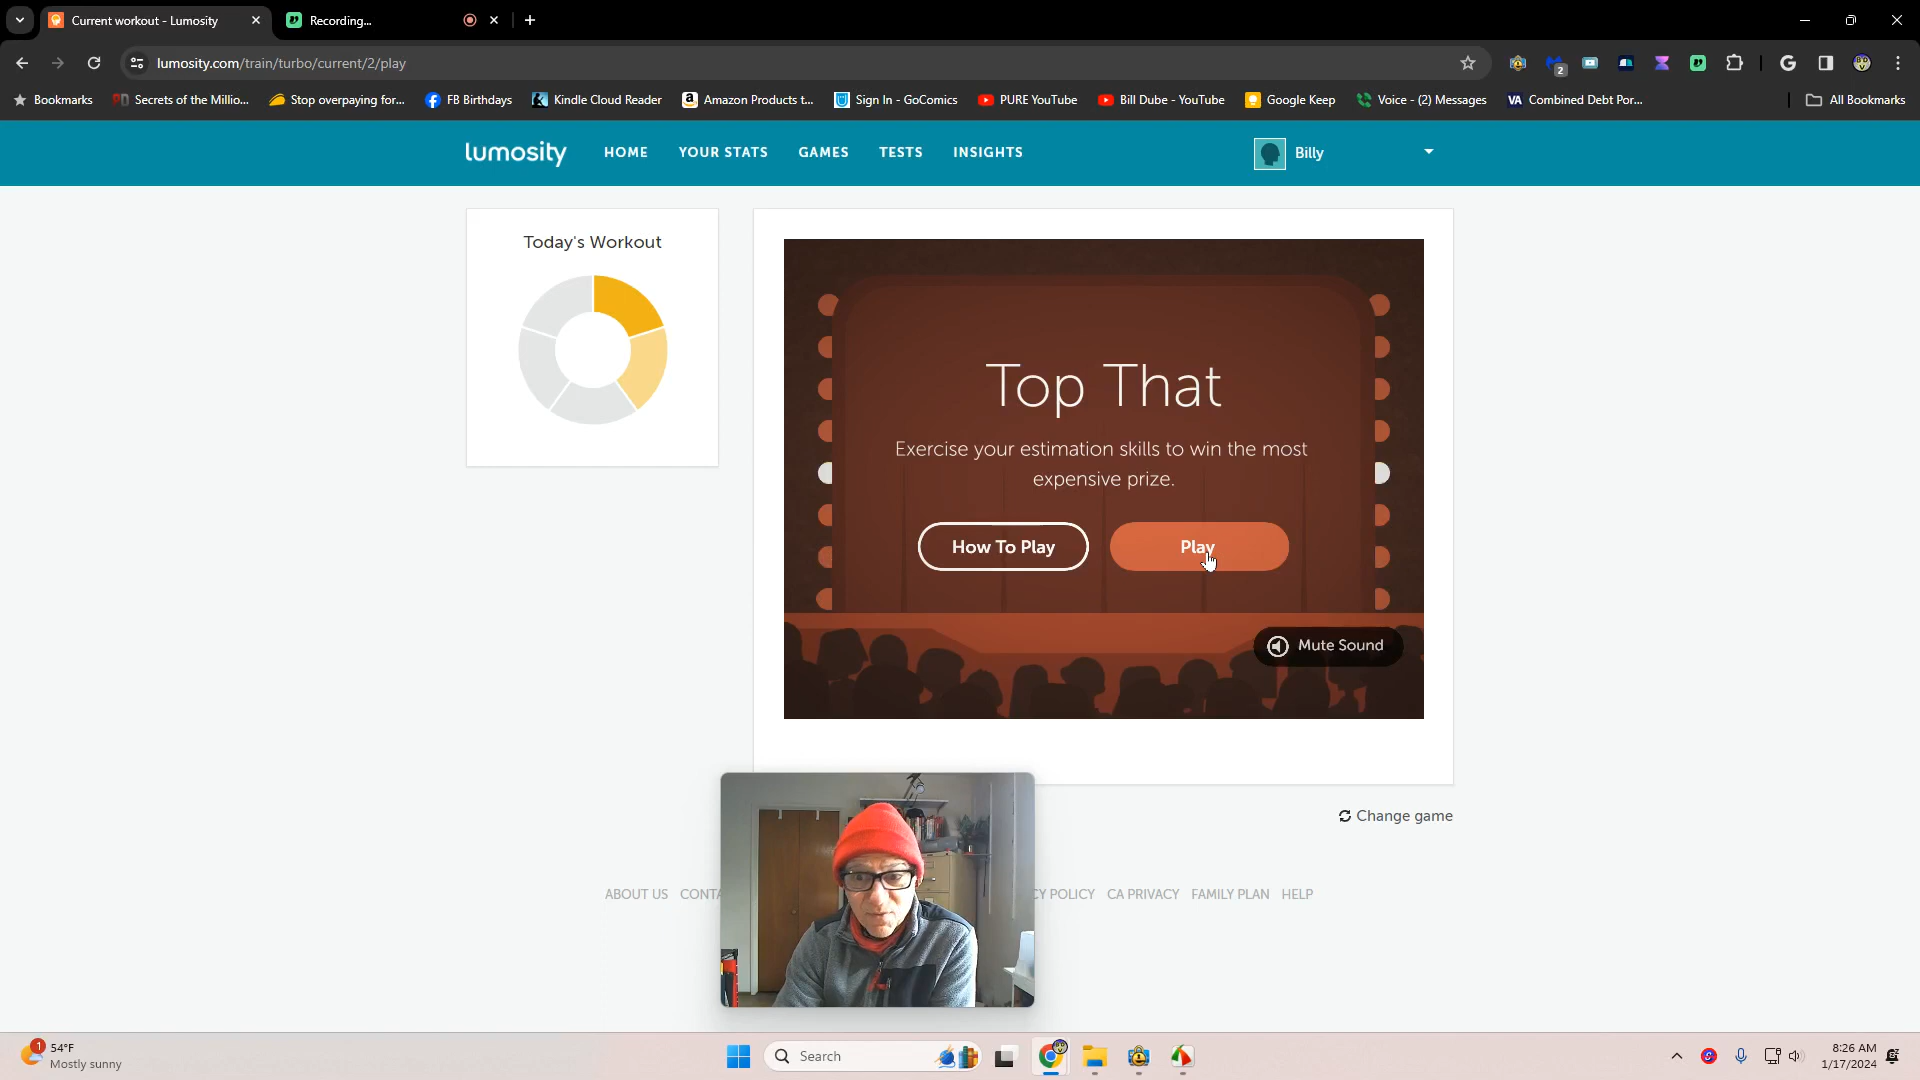 Current workout - Lumosity
Recording...
lumosity.com/train/turbo/current/2/play
2
Bookmarks
Secrets of the Millio...
Stop overpaying for...
FB Birthdays
Kindle Cloud Reader
Amazon Products t...
Sign In - GoComics
PURE YouTube
Bill Dube - YouTube
Google Keep
Voice - (2) Messages
VA Combined Debt Por...
All Bookmarks
lumosity
HOME
YOUR STATS
GAMES
TESTS
INSIGHTS
Billy
Today's Workout
Top That
Exercise your estimation skills to win the most
expensive prize.
How To Play
Play
Mute Sound
Change game
ABOUT US
CONTA
CY POLICY
CA PRIVACY
FAMILY PLAN
HELP
1
54°F
Mostly sunny
Search
8:26 AM
1/17/2024